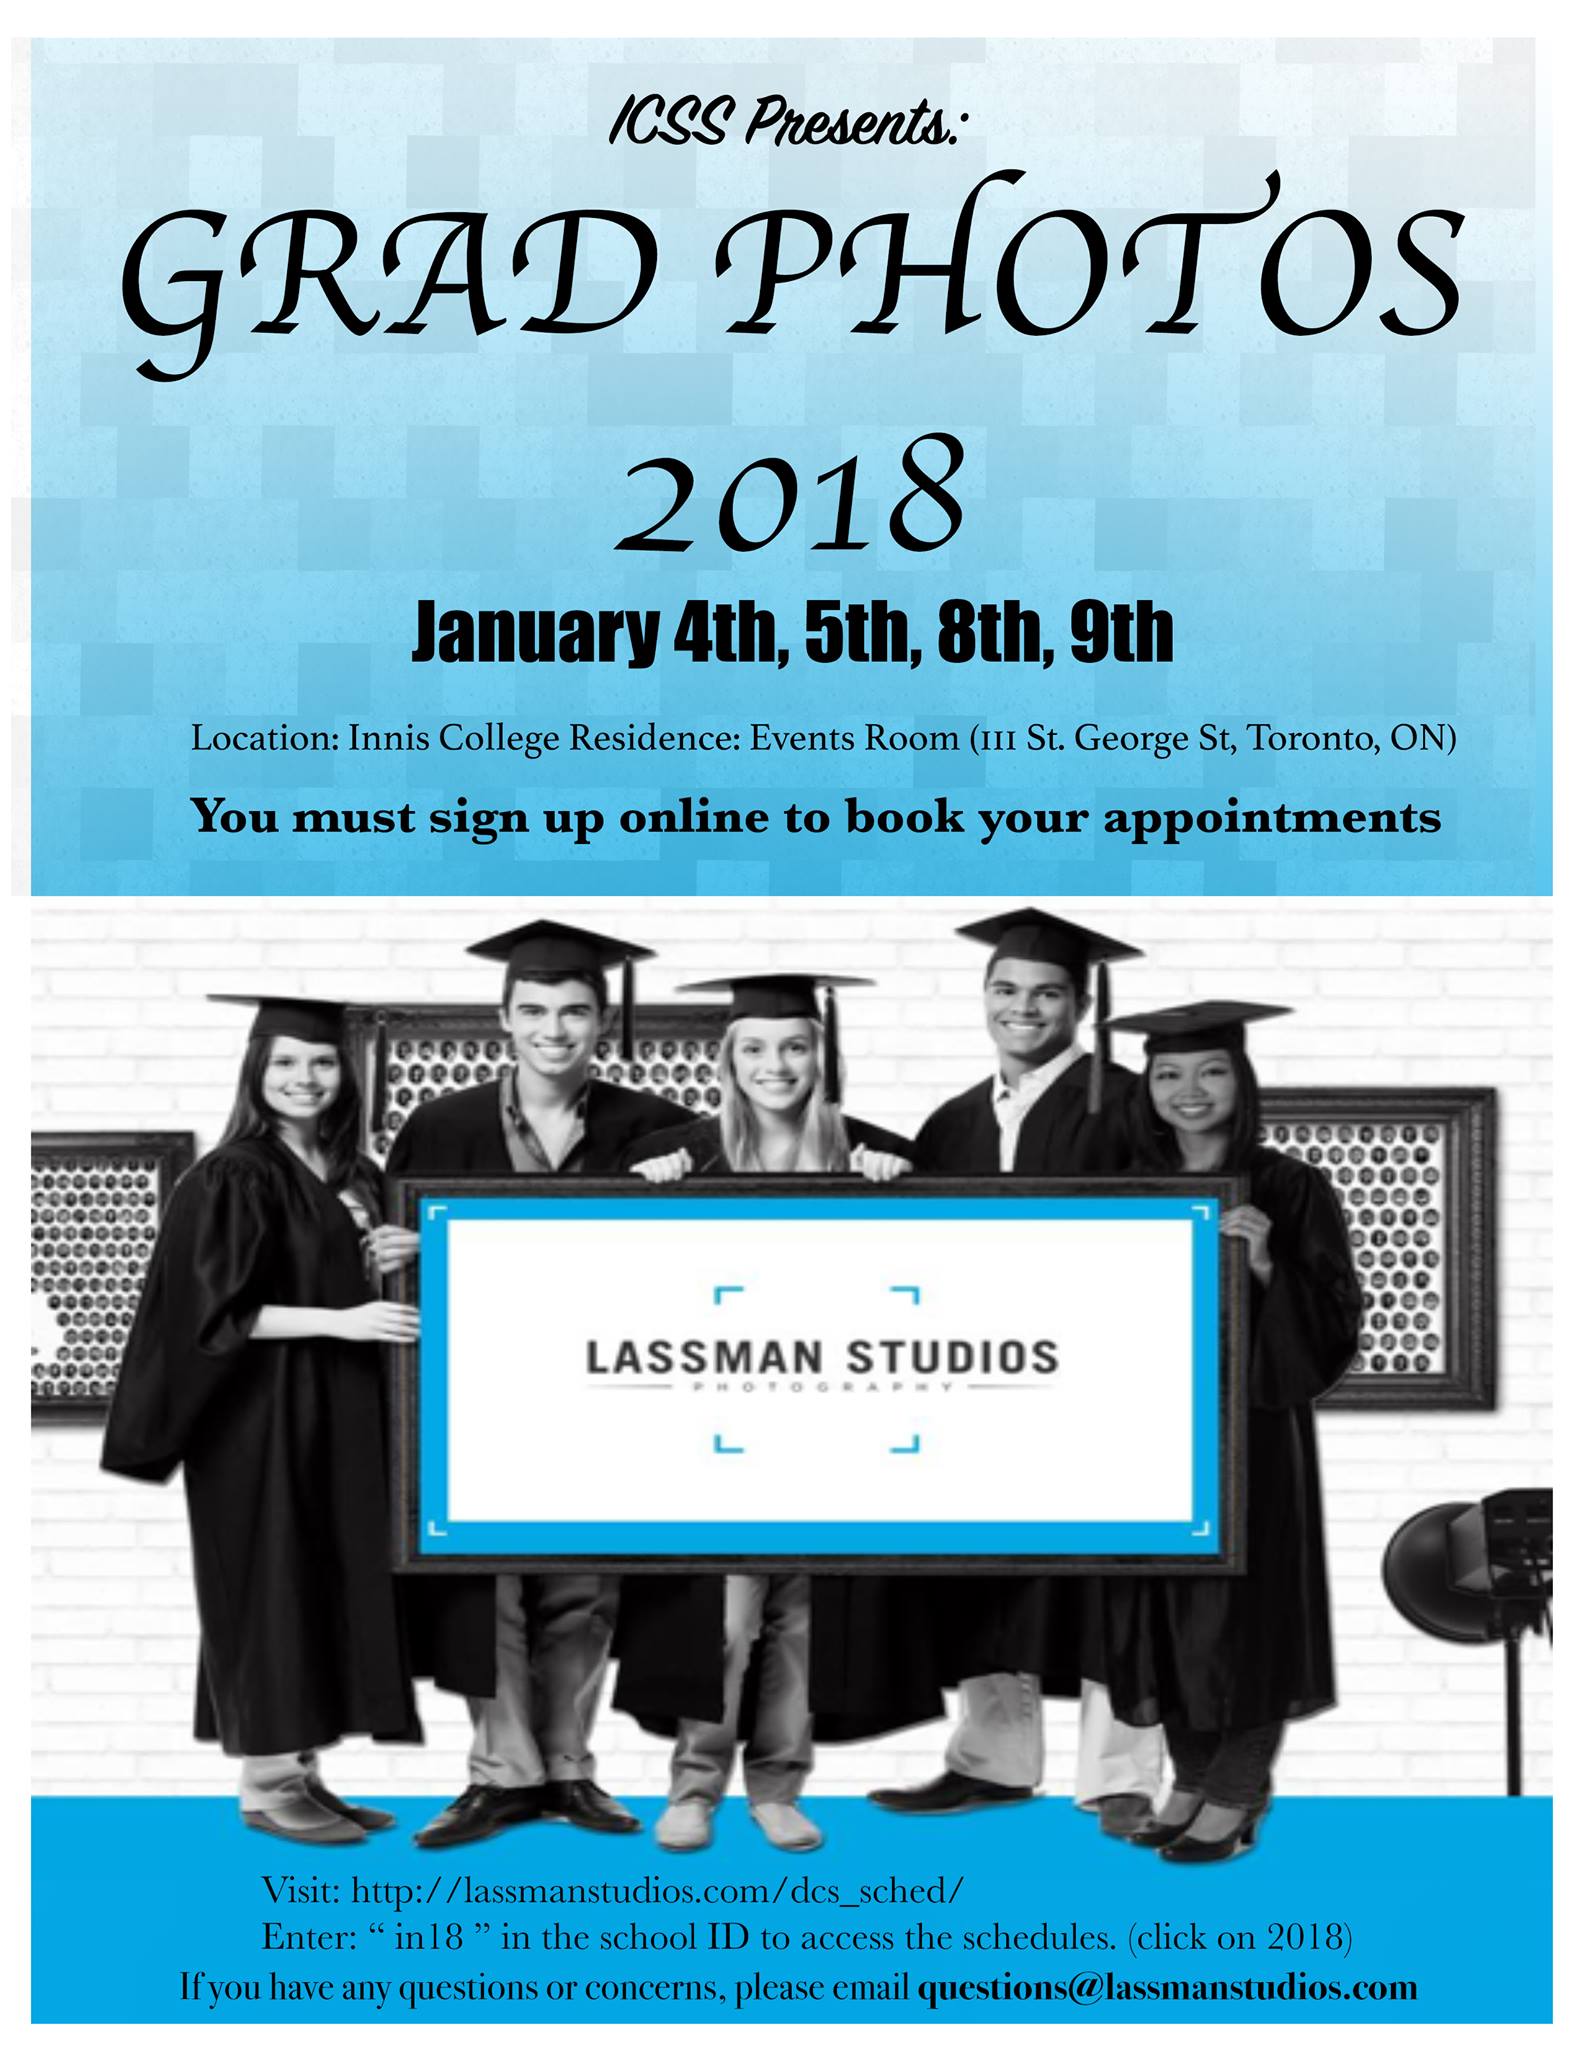 ICSS Presents:
GRAD PHOTOS
2018
January 4th, 5th, 8th, 9th
Location: Innis College Residence: Events Room (111 St. George St, Toronto, ON)
You must sign up online to book your appointments
LASSMAN STUDIOS
PHOTOGRAPHY
Visit: http://lassmanstudios.com/dcs_sched/
Enter: “ in18 ” in the school ID to access the schedules. (click on 2018)
If you have any questions or concerns, please email questions@lassmanstudios.com